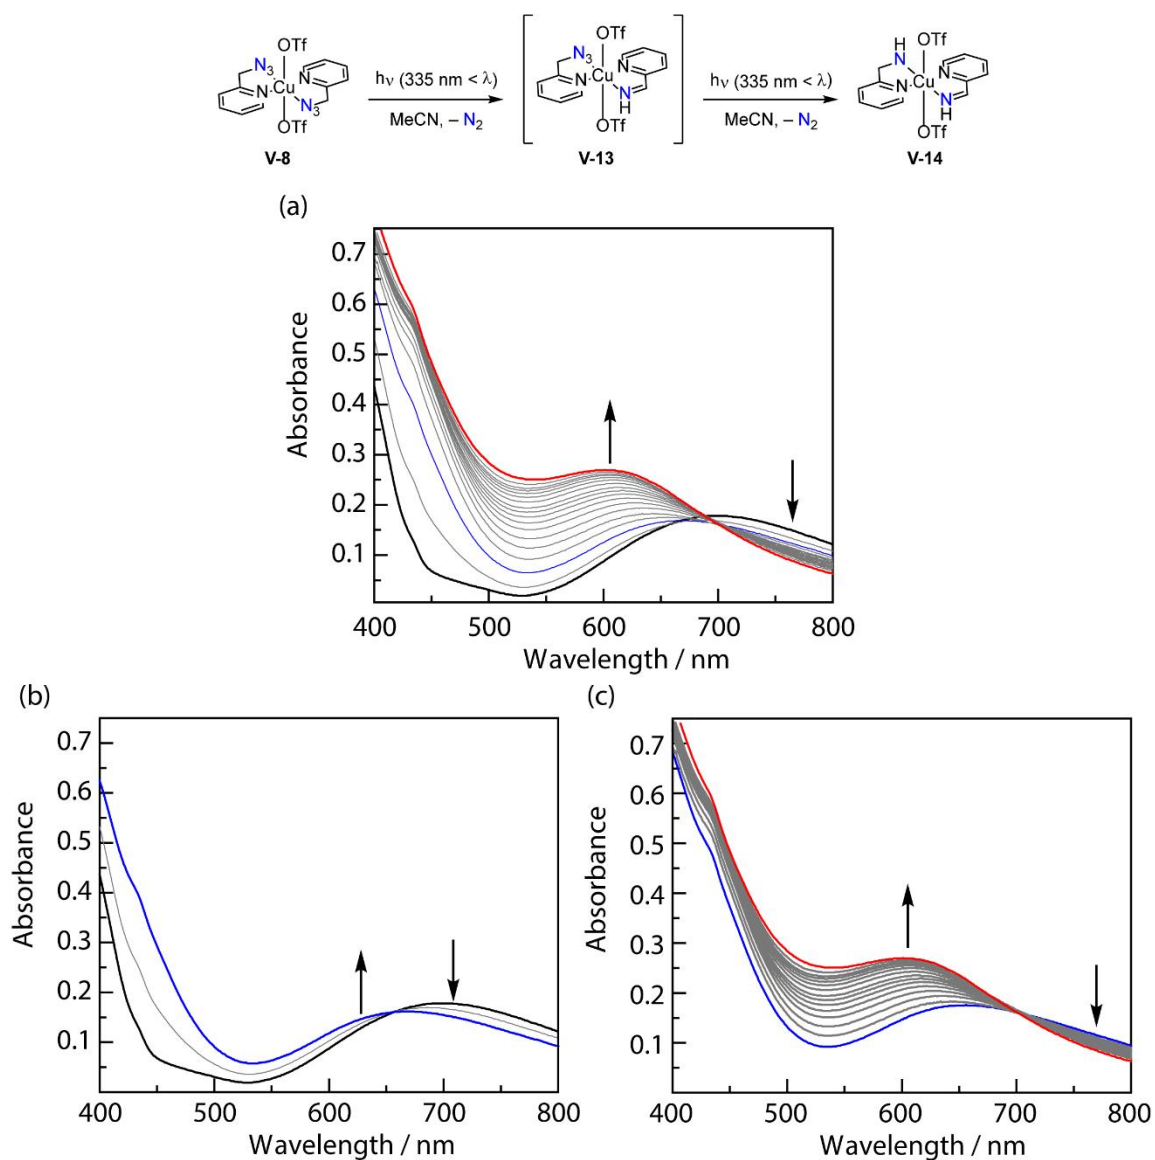 OTf
N3
N
Cu
N
N3
OTf
V-8
hν (335 nm < λ)
MeCN, – N2
OTf
N3
N
Cu
N
N
H
OTf
V-13
hν (335 nm < λ)
MeCN, – N2
H
N
OTf
N
Cu
N
N
H
OTf
V-14
(a)
Absorbance
0.7
0.6
0.5
0.4
0.3
0.2
0.1
400 500 600 700 800
Wavelength / nm
(b)
Absorbance
0.7
0.6
0.5
0.4
0.3
0.2
0.1
400 500 600 700 800
Wavelength / nm
(c)
Absorbance
0.7
0.6
0.5
0.4
0.3
0.2
0.1
400 500 600 700 800
Wavelength / nm